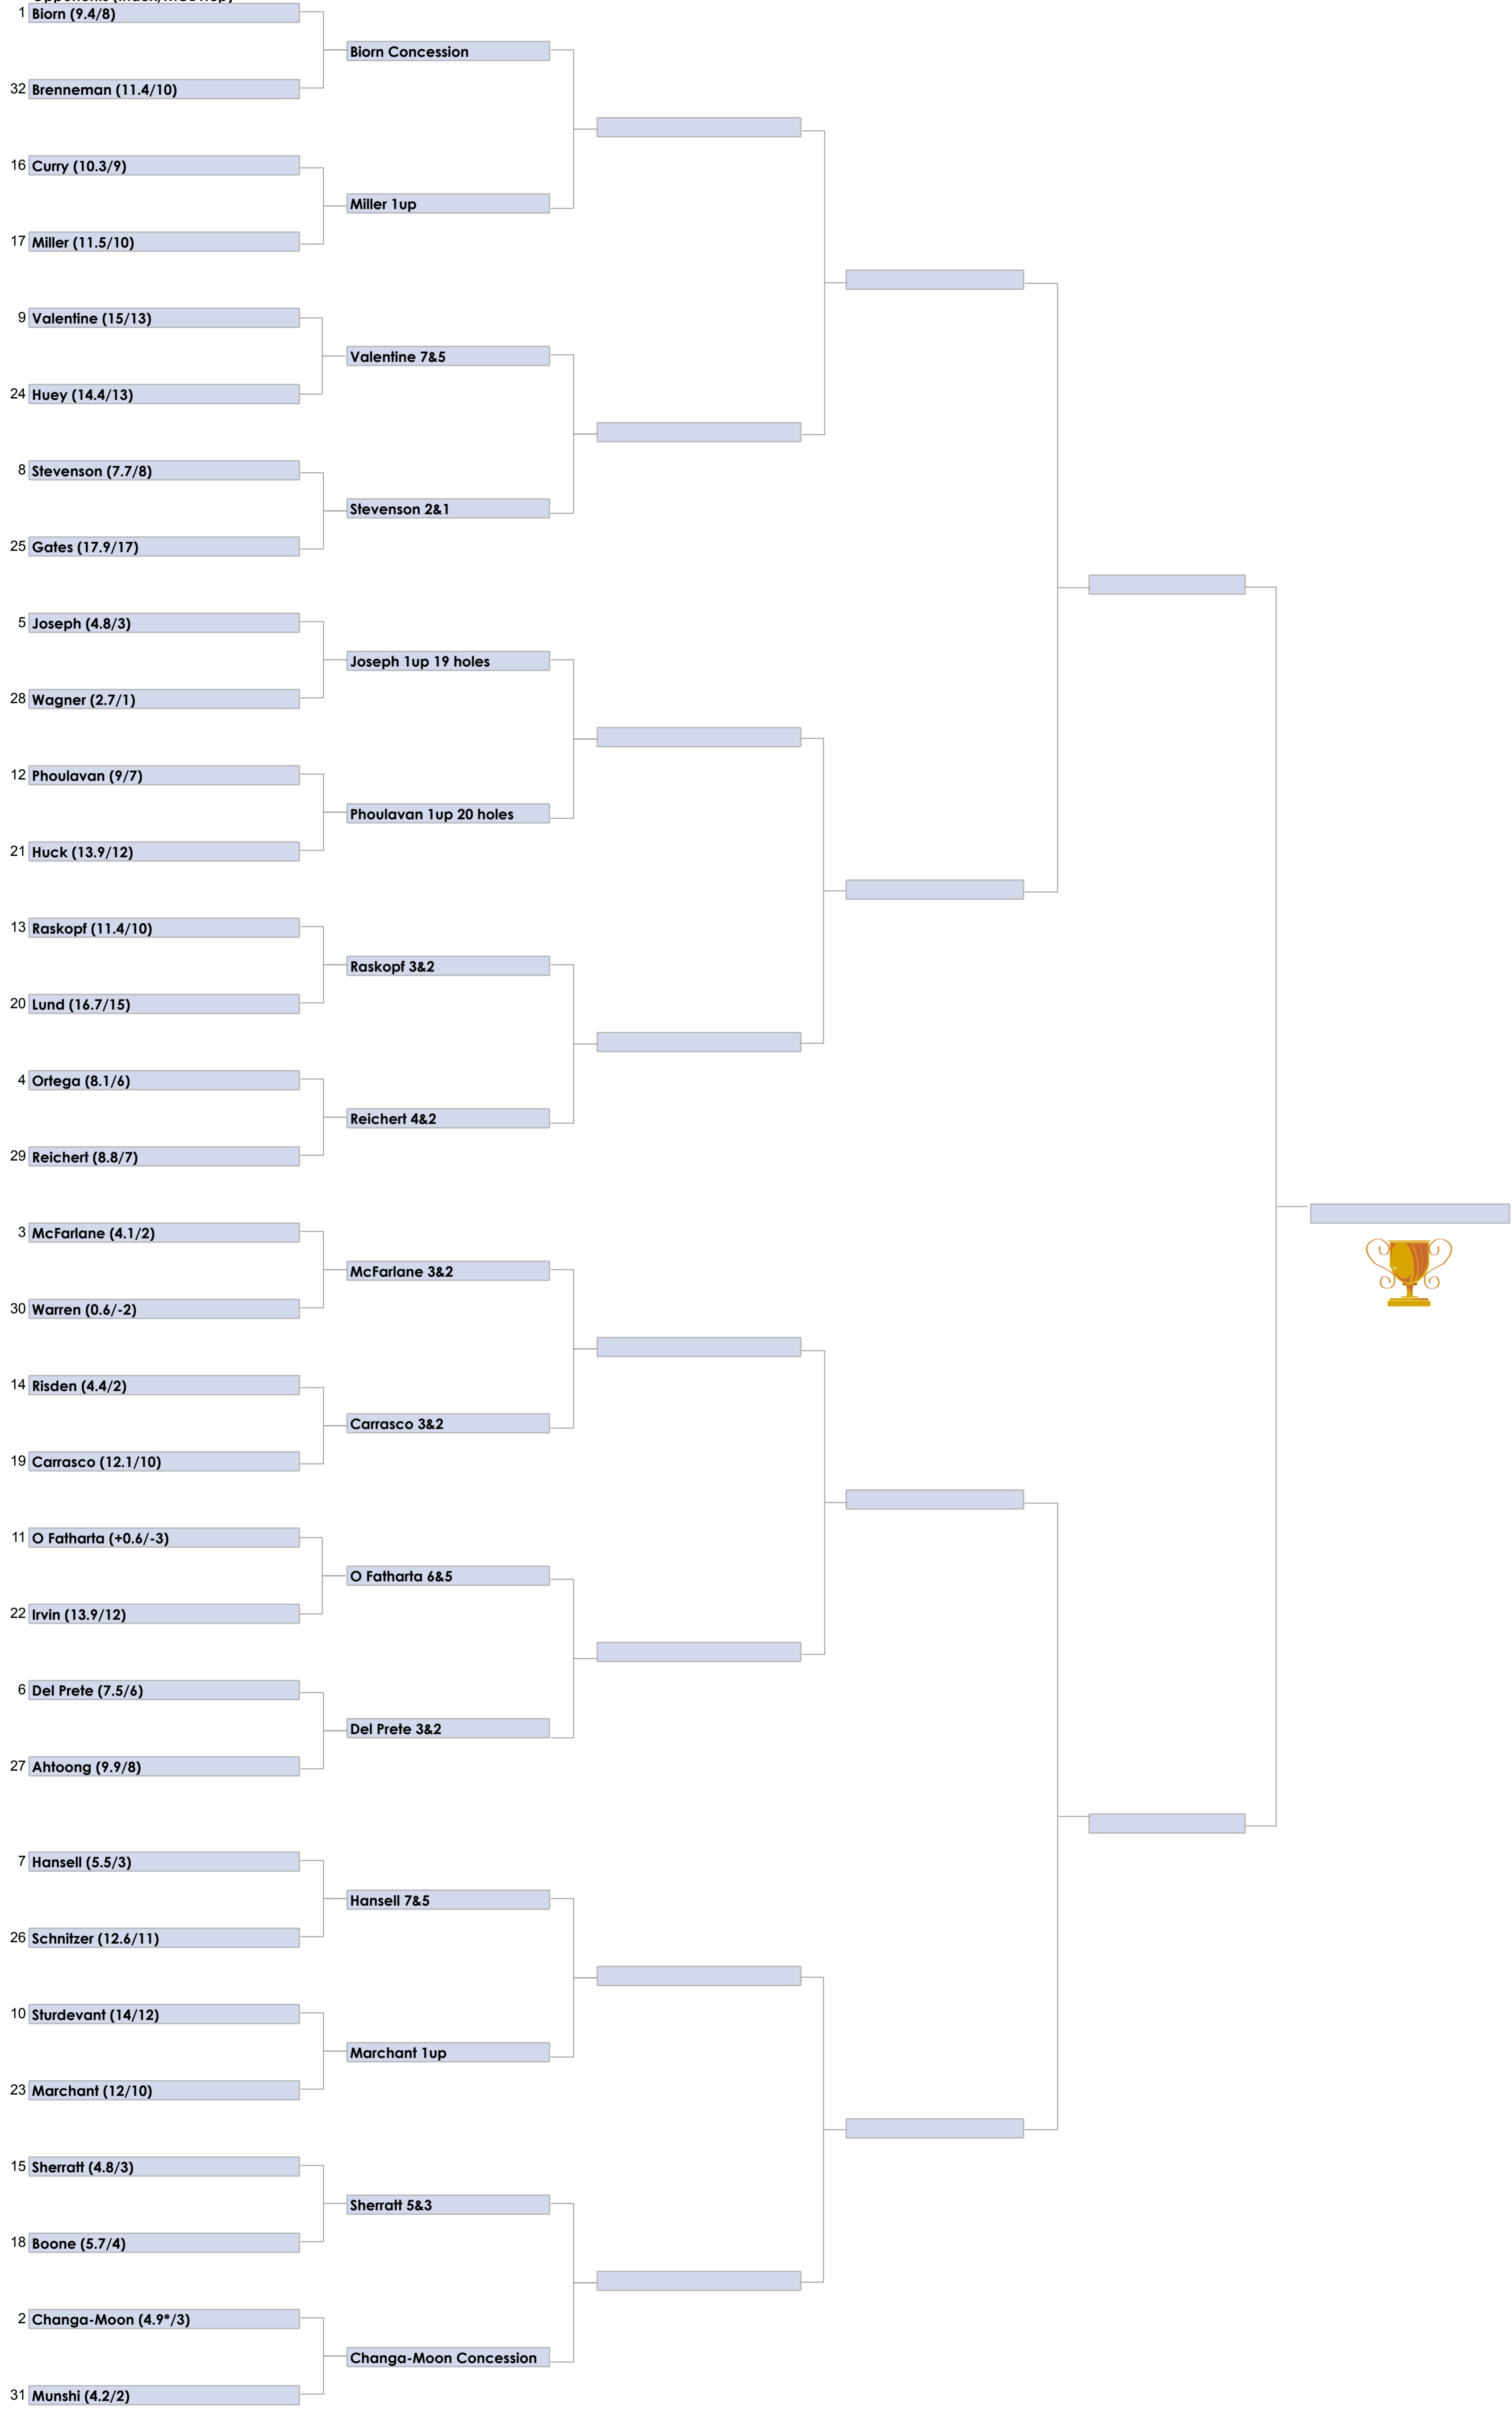 1 Biorn (9.4/8)
Biorn Concession
32 Brenneman (11.4/10)
16 Curry (10.3/9)
Miller 1up
17 Miller (11.5/10)
9 Valentine (15/13)
Valentine 7&5
24 Huey (14.4/13)
8 Stevenson (7.7/8)
Stevenson 2&1
25 Gates (17.9/17)
5 Joseph (4.8/3)
Joseph 1up 19 holes
28 Wagner (2.7/1)
12 Phoulavan (9/7)
Phoulavan 1up 20 holes
21 Huck (13.9/12)
13 Raskopf (11.4/10)
Raskopf 3&2
20 Lund (16.7/15)
4 Ortega (8.1/6)
Reichert 4&2
29 Reichert (8.8/7)
3 McFarlane (4.1/2)
McFarlane 3&2
30 Warren (0.6/-2)
14 Risden (4.4/2)
Carrasco 3&2
19 Carrasco (12.1/10)
11 O Fatharta (+0.6/-3)
O Fatharta 6&5
22 Irvin (13.9/12)
6 Del Prete (7.5/6)
Del Prete 3&2
27 Ahtoong (9.9/8)
7 Hansell (5.5/3)
Hansell 7&5
26 Schnitzer (12.6/11)
10 Sturdevant (14/12)
Marchant 1up
23 Marchant (12/10)
15 Sherratt (4.8/3)
Sherratt 5&3
18 Boone (5.7/4)
2 Changa-Moon (4.9*/3)
Changa-Moon Concession
31 Munshi (4.2/2)